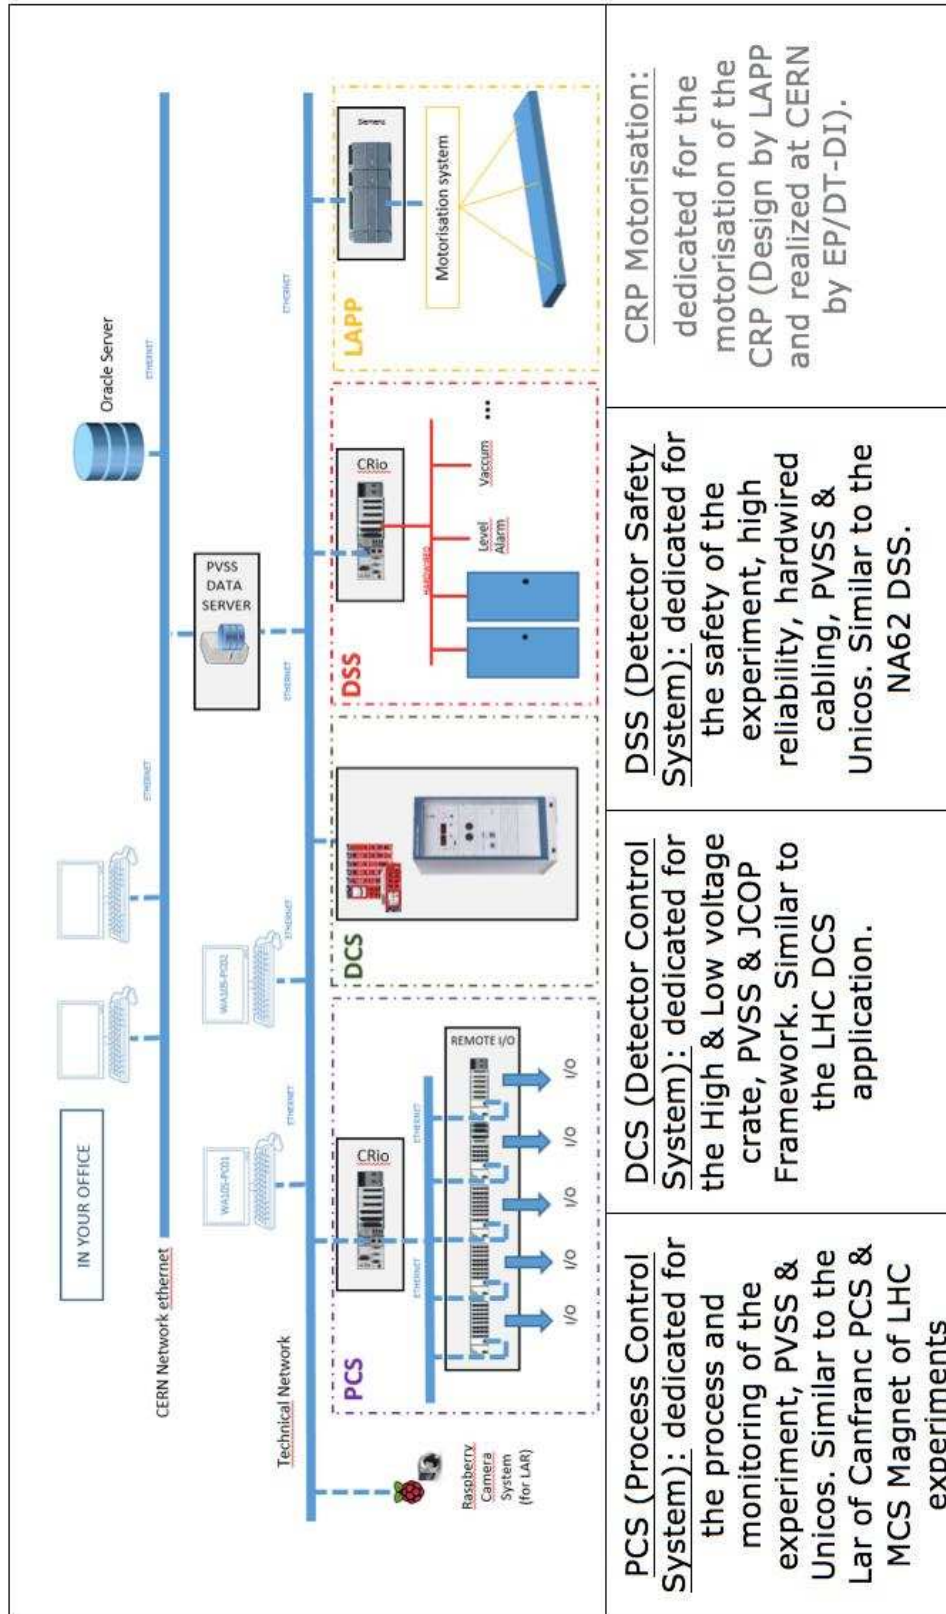 IN YOUR OFFICE
Oracle Server
ETHERNET
ETHERNET
CERN Network ethernet
PVSS
DATA
SERVER
WA105-PC01
WA105-PC02
ETHERNET
ETHERNET
ETHERNET
ETHERNET
Technical Network
Raspberry
Camera
System
(for LAR)
PCS
CRio
ETHERNET
ETHERNET
REMOTE I/O
I/O
I/O
I/O
I/O
I/O
DCS
DSS
CRio
HARDWIRED
Level
Alarm
Vaccum
...
LAPP
Siemens
Motorisation system
PCS (Process Control
System): dedicated for
the process and
monitoring of the
experiment, PVSS &
Unicos. Similar to the
Lar of Canfranc PCS &
MCS Magnet of LHC
experiments
DCS (Detector Control
System): dedicated for
the High & Low voltage
crate, PVSS & JCOP
Framework. Similar to
the LHC DCS
application.
DSS (Detector Safety
System): dedicated for
the safety of the
experiment, high
reliability, hardwired
cabling, PVSS &
Unicos. Similar to the
NA62 DSS.
CRP Motorisation:
dedicated for the
motorisation of the
CRP (Design by LAPP
and realized at CERN
by EP/DT-DI).